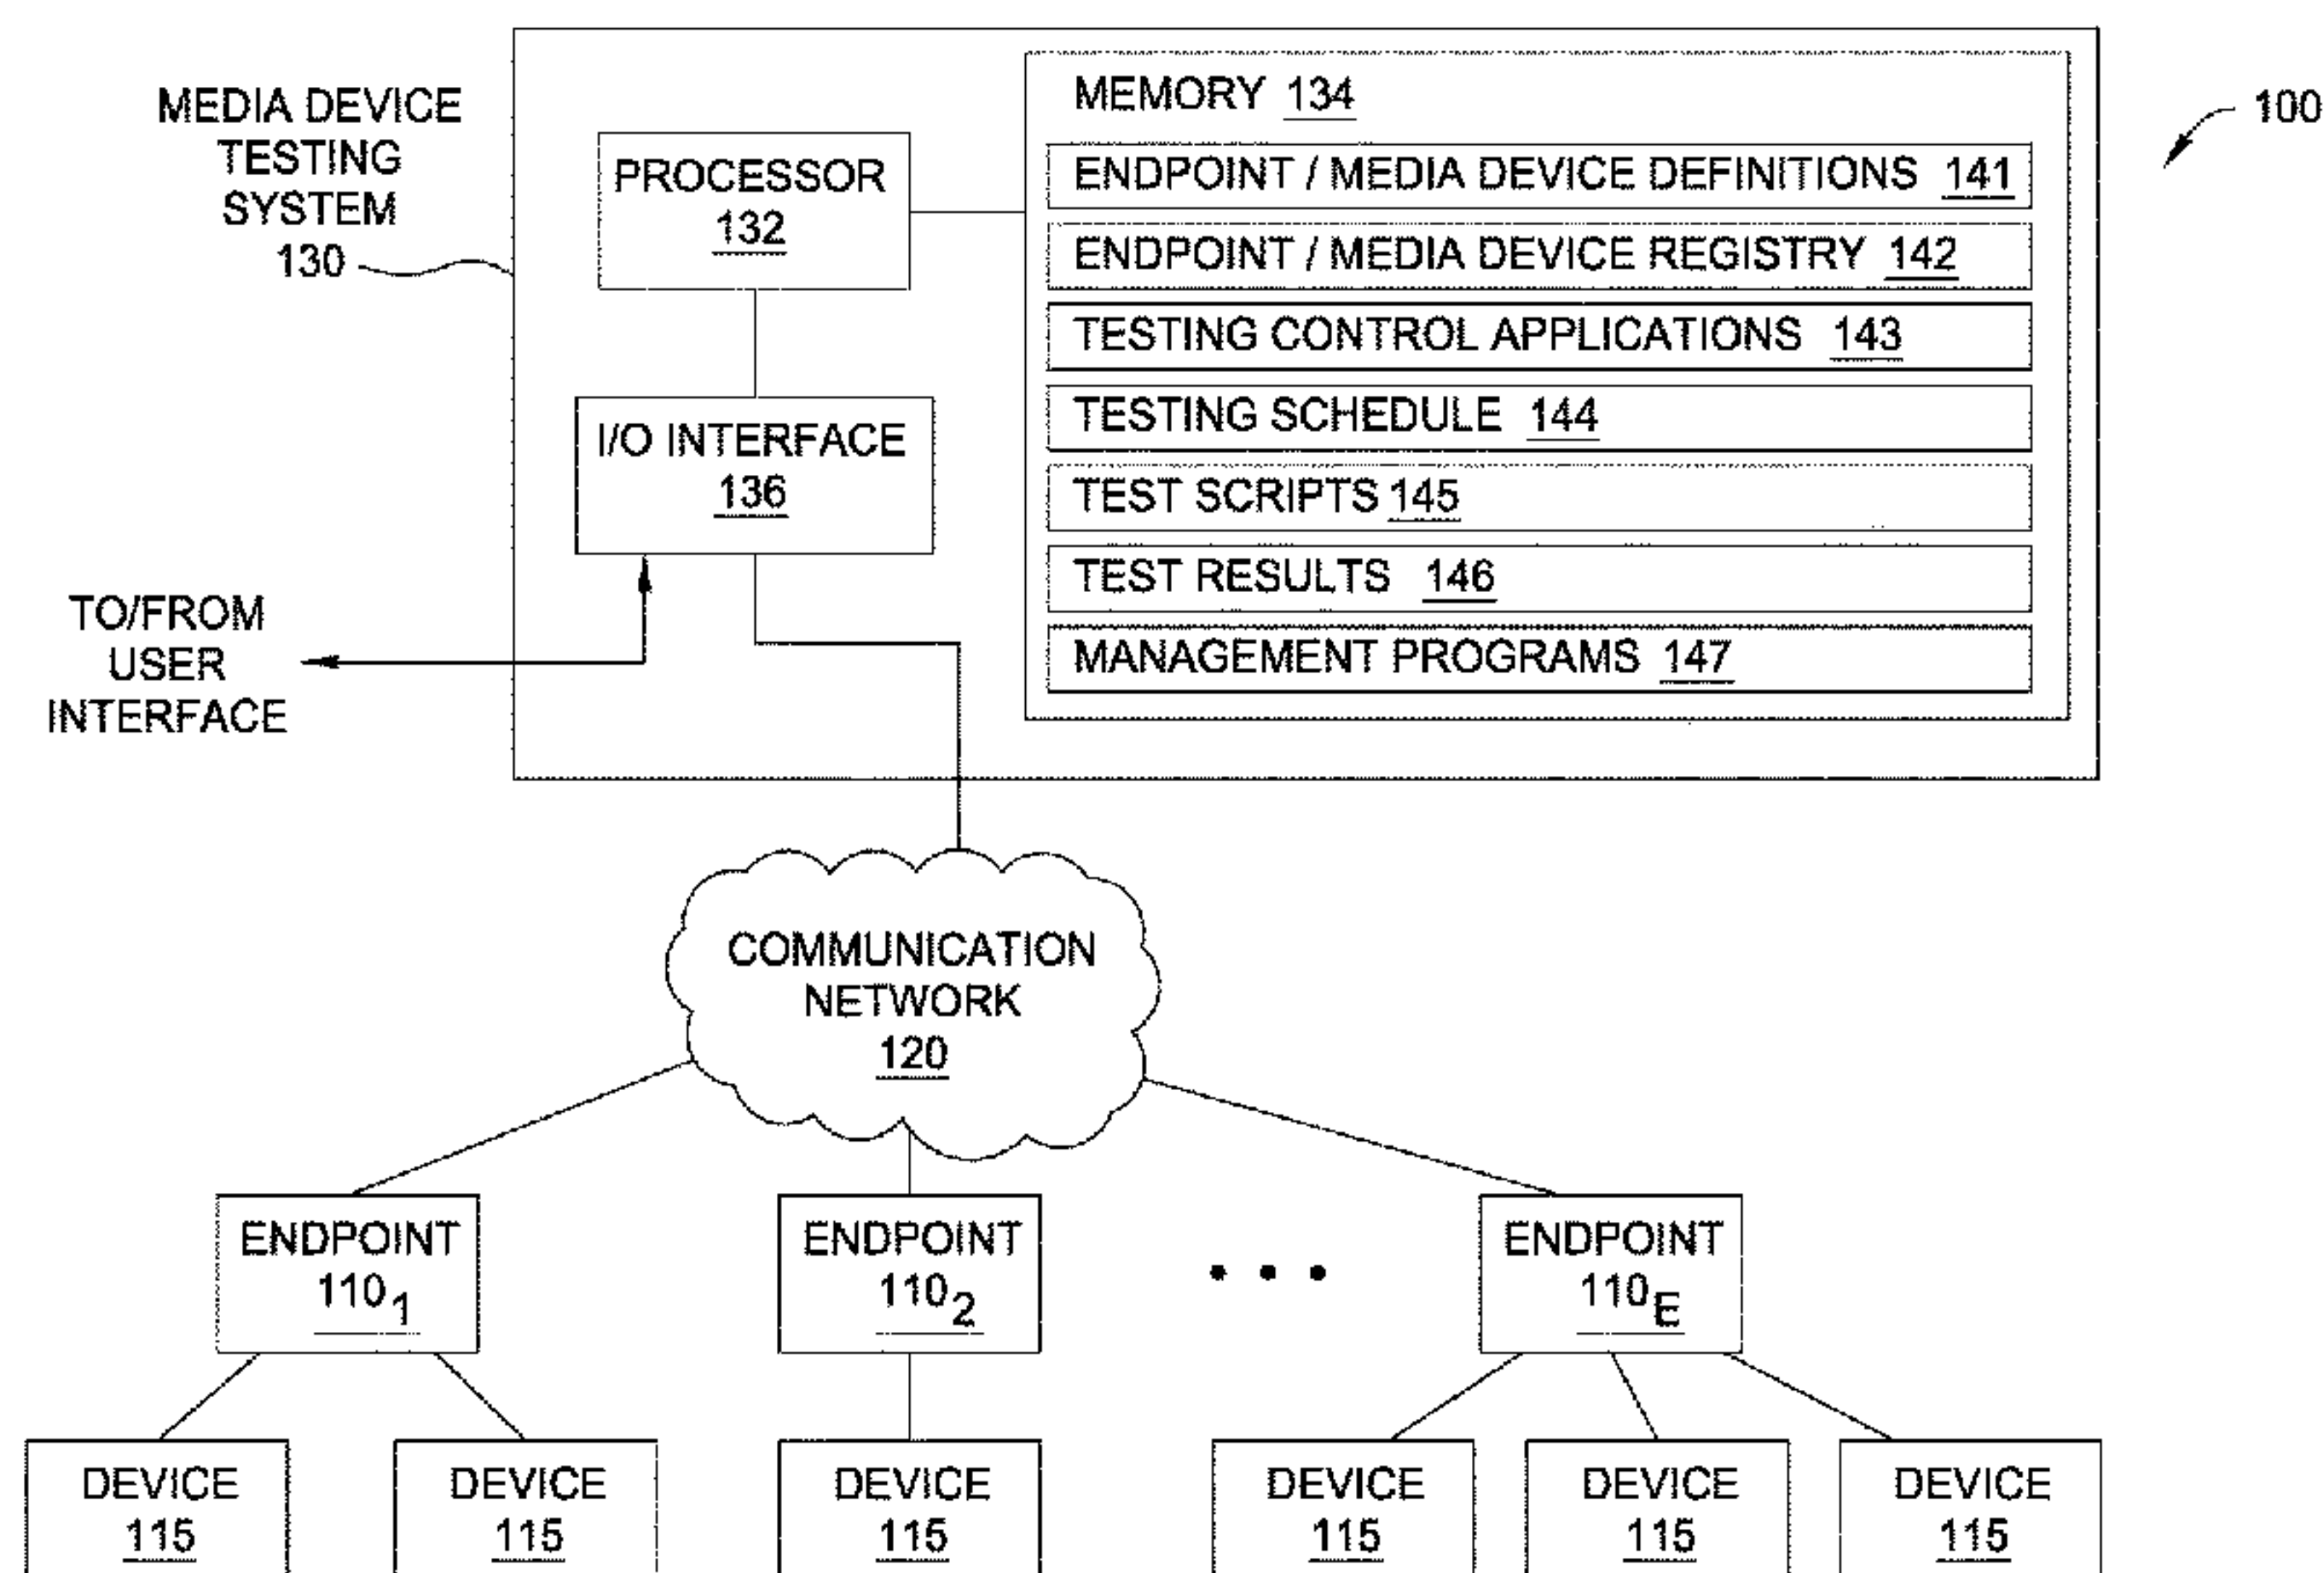 MEDIA DEVICE
TESTING
SYSTEM
130
100
PROCESSOR
132
I/O INTERFACE
136
MEMORY 134
ENDPOINT / MEDIA DEVICE DEFINITIONS 141
ENDPOINT / MEDIA DEVICE REGISTRY 142
TESTING CONTROL APPLICATIONS 143
TESTING SCHEDULE 144
TEST SCRIPTS 145
TEST RESULTS 146
MANAGEMENT PROGRAMS 147
TO/FROM
USER
INTERFACE
COMMUNICATION
NETWORK
120
ENDPOINT
110₁
ENDPOINT
110₂
• • •
ENDPOINT
110E
DEVICE
115
DEVICE
115
DEVICE
115
DEVICE
115
DEVICE
115
DEVICE
115